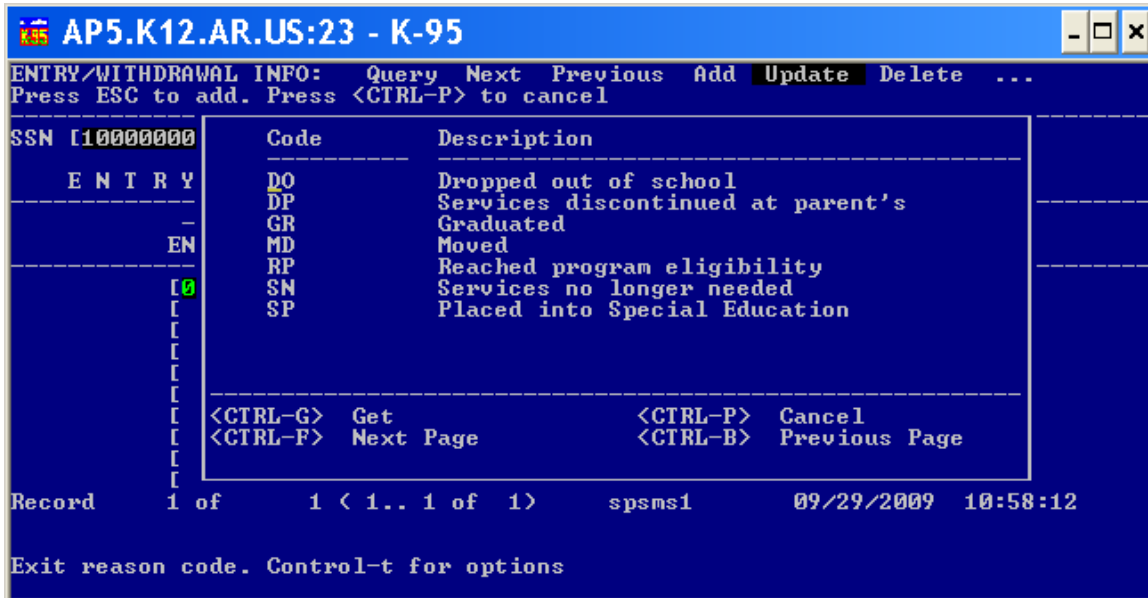 K95 AP5.K12.AR.US:23 - K-95
ENTRY/WITHDRAWAL INFO: Query Next Previous Add Update Delete ...
Press ESC to add. Press <CTRL-P> to cancel
SSN [10000000 Code Description
E N T R Y DO Dropped out of school
DP Services discontinued at parent's
GR Graduated
EN MD Moved
RP Reached program eligibility
[0 SN Services no longer needed
[ SP Placed into Special Education
[
[
[
[
[ <CTRL-G> Get <CTRL-P> Cancel
[ <CTRL-F> Next Page <CTRL-B> Previous Page
[
[
Record 1 of 1 ( 1.. 1 of 1) spsms1 09/29/2009 10:58:12
Exit reason code. Control-t for options